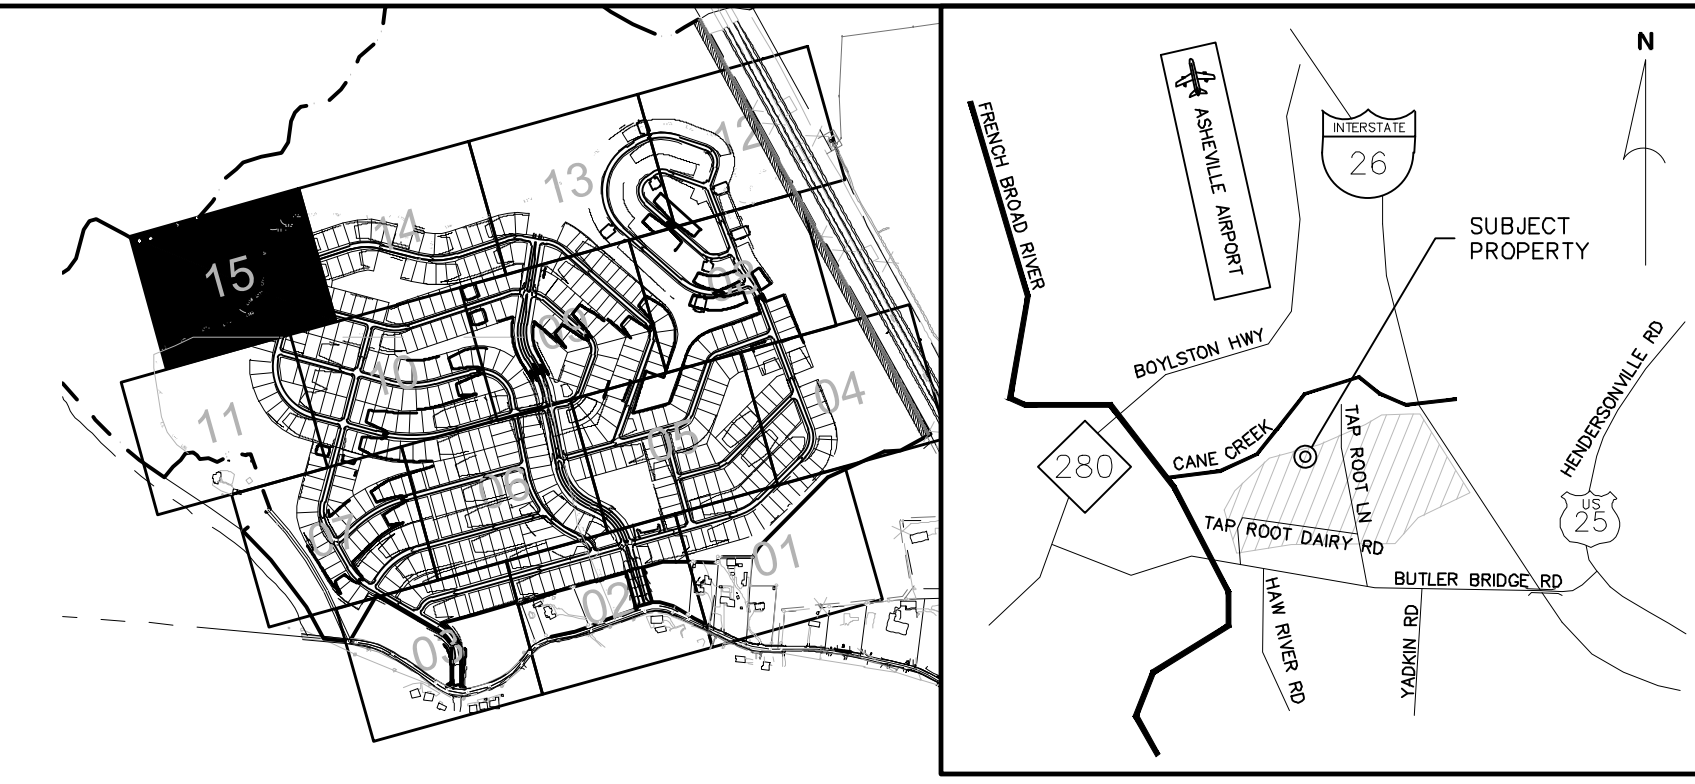 12
13
14
15
08
09
10
11
04
05
06
07
01
02
03
N
INTERSTATE
26
ASHEVILLE AIRPORT
FRENCH BROAD RIVER
SUBJECT
PROPERTY
BOYLSTON HWY
HENDERSONVILLE RD
TAP ROOT LN
CANE CREEK
280
US
25
TAP ROOT DAIRY RD
BUTLER BRIDGE RD
HAW RIVER RD
YADKIN RD